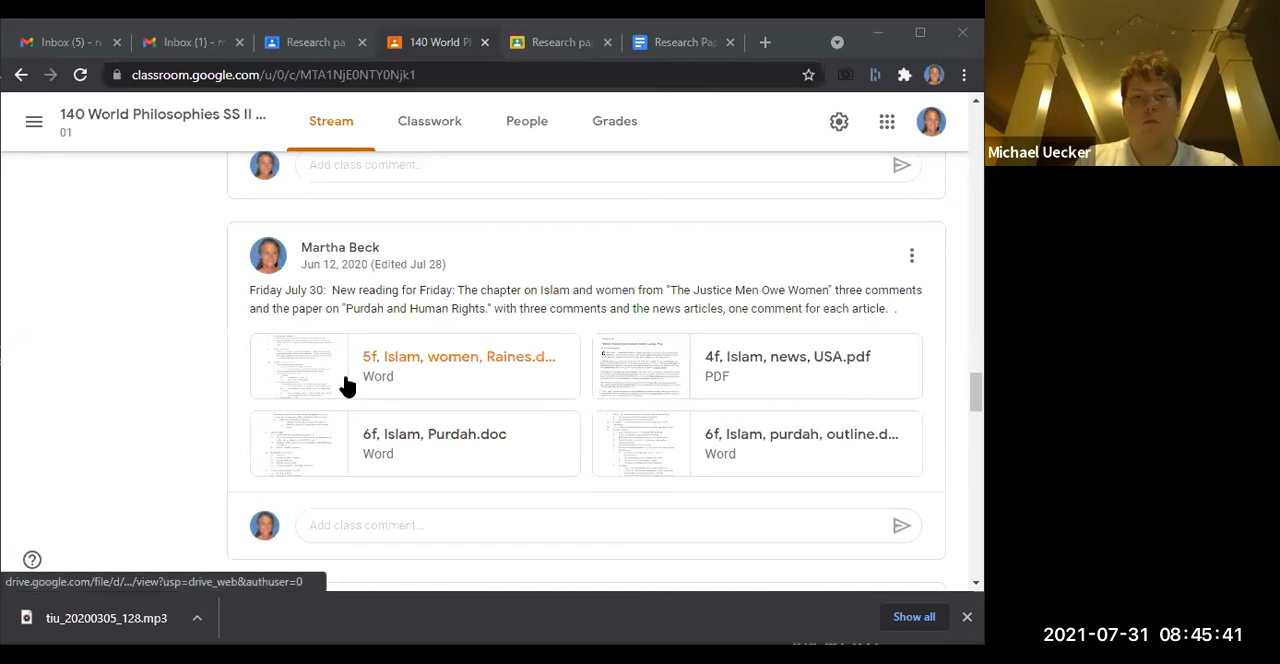 Inbox (5) - n
Inbox (1) - n
Research pa
140 World Ph
Research pa
Research Pap
classroom.google.com/u/0/c/MTA1NjE0NTY0Njk1
140 World Philosophies SS II ...
01
Stream
Classwork
People
Grades
Michael Uecker
Add class comment...
Martha Beck
Jun 12, 2020 (Edited Jul 28)
Friday July 30: New reading for Friday: The chapter on Islam and women from "The Justice Men Owe Women" three comments
and the paper on "Purdah and Human Rights." with three comments and the news articles, one comment for each article. .
5f, Islam, women, Raines.d...
Word
4f, Islam, news, USA.pdf
PDF
6f, Islam, Purdah.doc
Word
6f, Islam, purdah, outline.d...
Word
Add class comment...
drive.google.com/file/d/.../view?usp=drive_web&authuser=0
tiu_20200305_128.mp3
Show all
2021-07-31 08:45:41